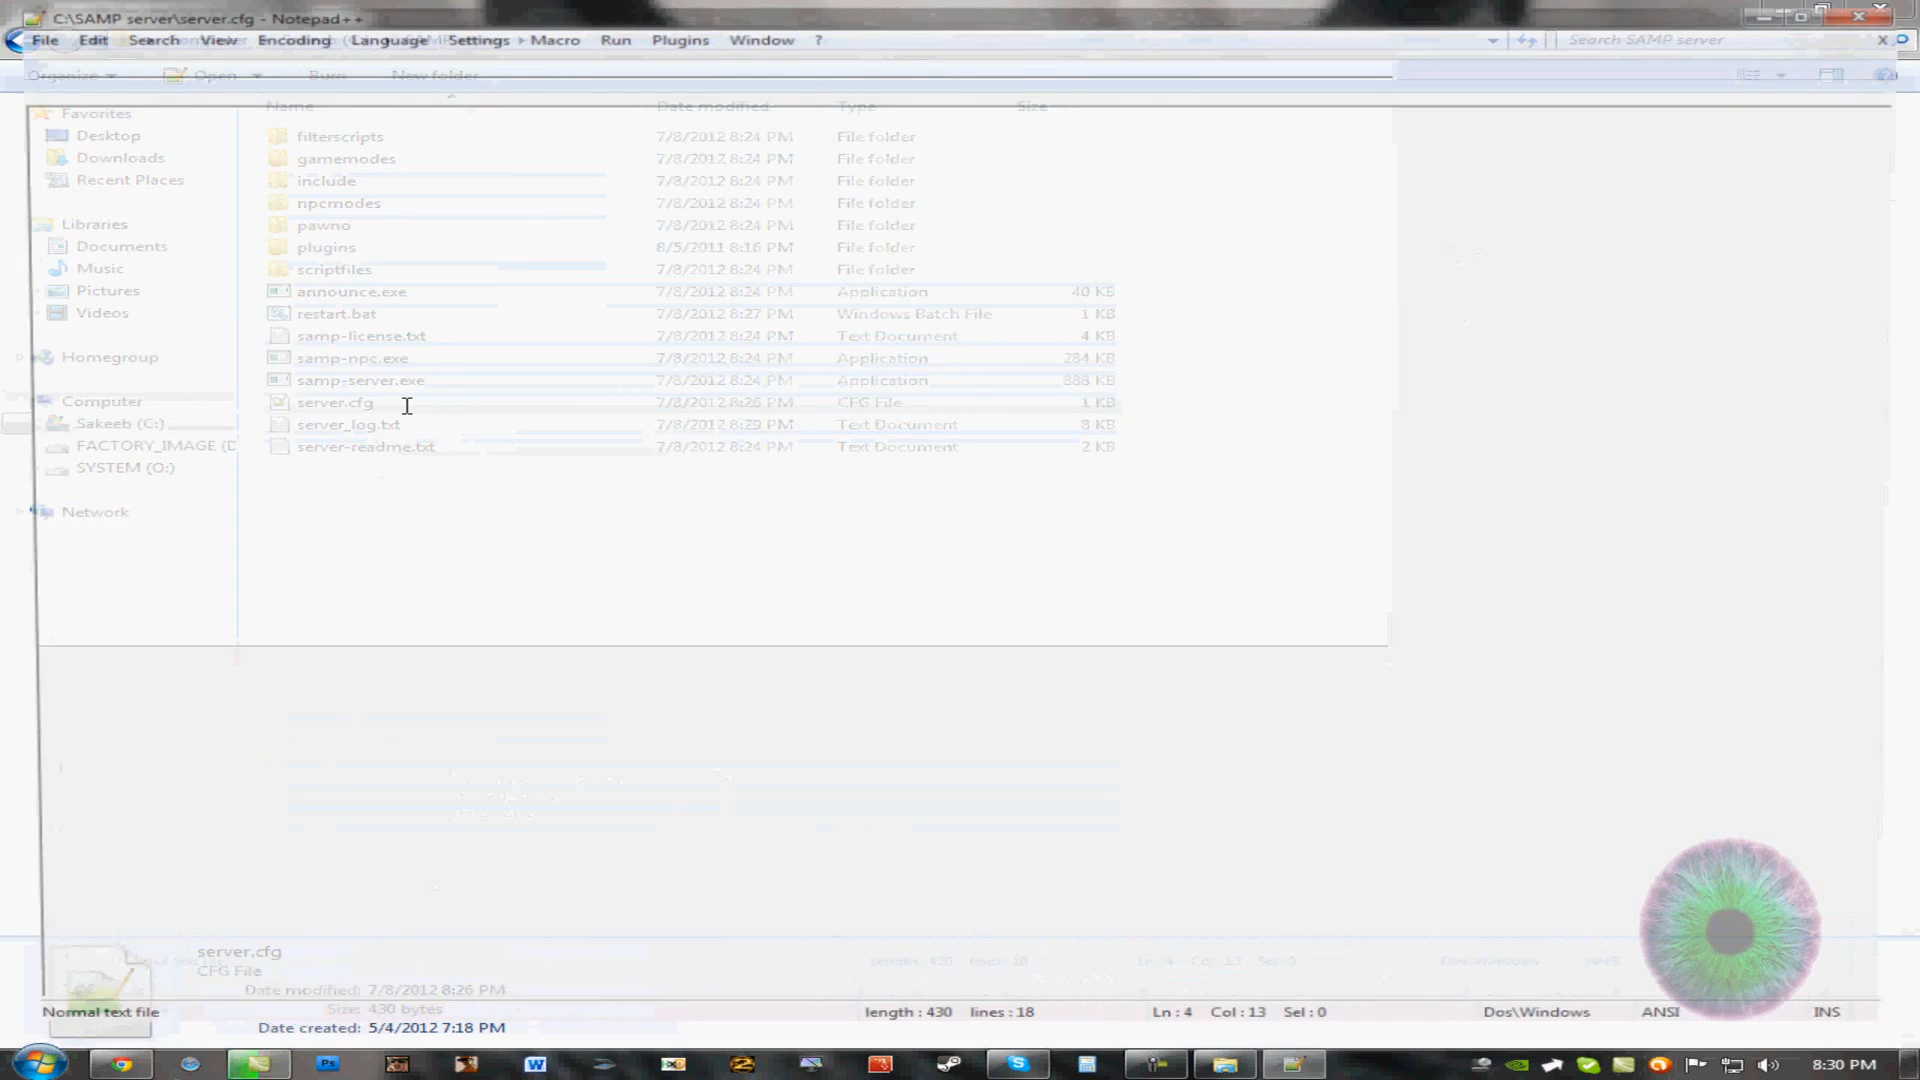 C:\SAMP server\server.cfg - Notepad++
File Edit Search View Encoding Language Settings Macro Run Plugins Window ?
Search SAMP server
X
Organize Open Burn New folder
Name Date modified Type Size
Favorites
Desktop
Downloads
Recent Places
Libraries
Documents
Music
Pictures
Videos
Homegroup
Computer
Sakeeb (C:)
FACTORY_IMAGE (D
SYSTEM (O:)
Network
filterscripts 7/8/2012 8:24 PM File folder
gamemodes 7/8/2012 8:24 PM File folder
include 7/8/2012 8:24 PM File folder
npcmodes 7/8/2012 8:24 PM File folder
pawno 7/8/2012 8:24 PM File folder
plugins 8/5/2011 8:16 PM File folder
scriptfiles 7/8/2012 8:24 PM File folder
announce.exe 7/8/2012 8:24 PM Application 40 KB
restart.bat 7/8/2012 8:27 PM Windows Batch File 1 KB
samp-license.txt 7/8/2012 8:24 PM Text Document 4 KB
samp-npc.exe 7/8/2012 8:24 PM Application 284 KB
samp-server.exe 7/8/2012 8:24 PM Application 888 KB
server.cfg 7/8/2012 8:26 PM CFG File 1 KB
server_log.txt 7/8/2012 8:29 PM Text Document 8 KB
server-readme.txt 7/8/2012 8:24 PM Text Document 2 KB
server.cfg
CFG File
Date modified: 7/8/2012 8:26 PM
Size: 430 bytes
Date created: 5/4/2012 7:18 PM
Normal text file length : 430 lines : 18 Ln : 4 Col : 13 Sel : 0 Dos\Windows ANSI INS
8:30 PM